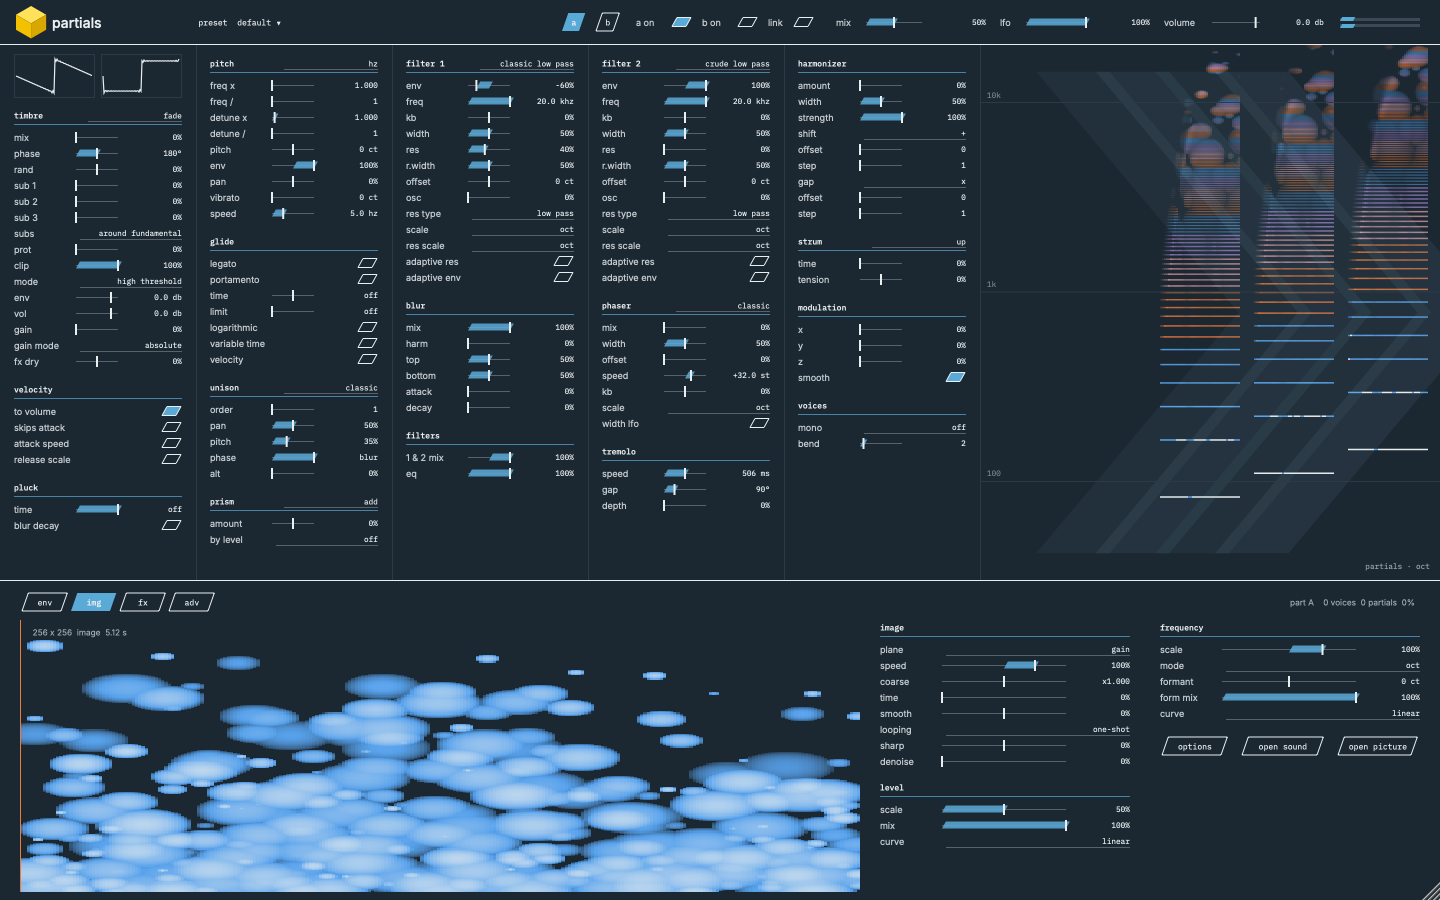 partials
preset default ▾
a b a on b on link mix 50% lfo 100% volume 0.0 db
timbre fade
mix 0%
phase 180°
rand 0%
sub 1 0%
sub 2 0%
sub 3 0%
subs around fundamental
prot 0%
clip 100%
mode high threshold
env 0.0 db
vol 0.0 db
gain 0%
gain mode absolute
fx dry 0%
velocity
to volume
skips attack
attack speed
release scale
pluck
time off
blur decay
pitch hz
freq x 1.000
freq / 1
detune x 1.000
detune / 1
pitch 0 ct
env 100%
pan 0%
vibrato 0 ct
speed 5.0 hz
glide
legato
portamento
time off
limit off
logarithmic
variable time
velocity
unison classic
order 1
pan 50%
pitch 35%
phase blur
alt 0%
prism add
amount 0%
by level off
filter 1 classic low pass
env -60%
freq 20.0 khz
kb 0%
width 50%
res 40%
r.width 50%
offset 0 ct
osc 0%
res type low pass
scale oct
res scale oct
adaptive res
adaptive env
blur
mix 100%
harm 0%
top 50%
bottom 50%
attack 0%
decay 0%
filters
1 & 2 mix 100%
eq 100%
filter 2 crude low pass
env 100%
freq 20.0 khz
kb 0%
width 50%
res 0%
r.width 50%
offset 0 ct
osc 0%
res type low pass
scale oct
res scale oct
adaptive res
adaptive env
phaser classic
mix 0%
width 50%
offset 0%
speed +32.0 st
kb 0%
scale oct
width lfo
tremolo
speed 506 ms
gap 90°
depth 0%
harmonizer
amount 0%
width 50%
strength 100%
shift +
offset 0
step 1
gap x
offset 0
step 1
strum up
time 0%
tension 0%
modulation
x 0%
y 0%
z 0%
smooth
voices
mono off
bend 2
10k
1k
100
partials - oct
env img fx adv
part A 0 voices 0 partials 0%
256 x 256 image 5.12 s
image
plane gain
speed 100%
coarse x1.000
time 0%
smooth 0%
looping one-shot
sharp 0%
denoise 0%
level
scale 50%
mix 100%
curve linear
frequency
scale 100%
mode oct
formant 0 ct
form mix 100%
curve linear
options open sound open picture